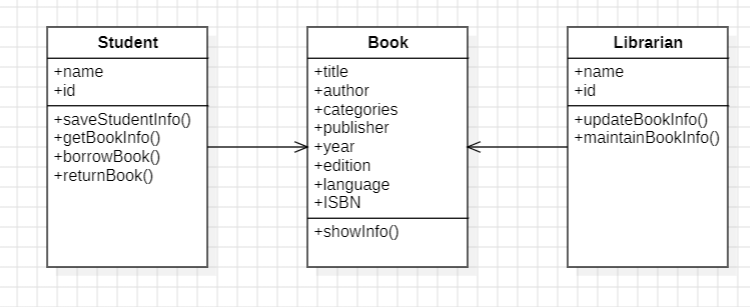 Student
+name
+id
+saveStudentInfo()
+getBookInfo()
+borrowBook()
+returnBook()
Book
+title
+author
+categories
+publisher
+year
+edition
+language
+ISBN
+showInfo()
Librarian
+name
+id
+updateBookInfo()
+maintainBookInfo()